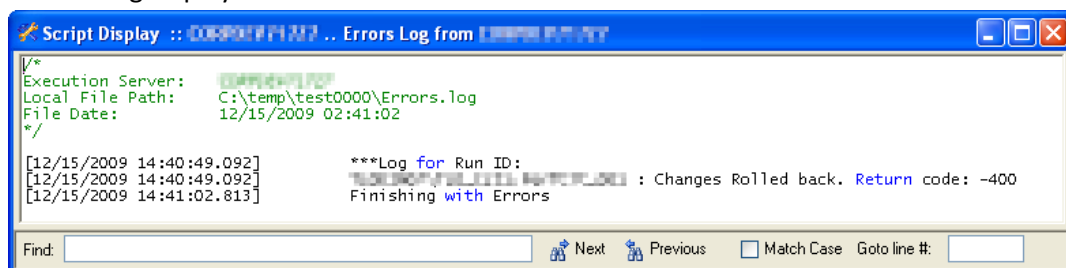 Script Display :: .. Errors Log from
/*
Execution Server:
Local File Path: C:\temp\test0000\Errors.log
File Date: 12/15/2009 02:41:02
*/
[12/15/2009 14:40:49.092] ***Log for Run ID:
[12/15/2009 14:40:49.092] : Changes Rolled back. Return code: -400
[12/15/2009 14:41:02.813] Finishing with Errors
Find: Next Previous Match Case Goto line #: